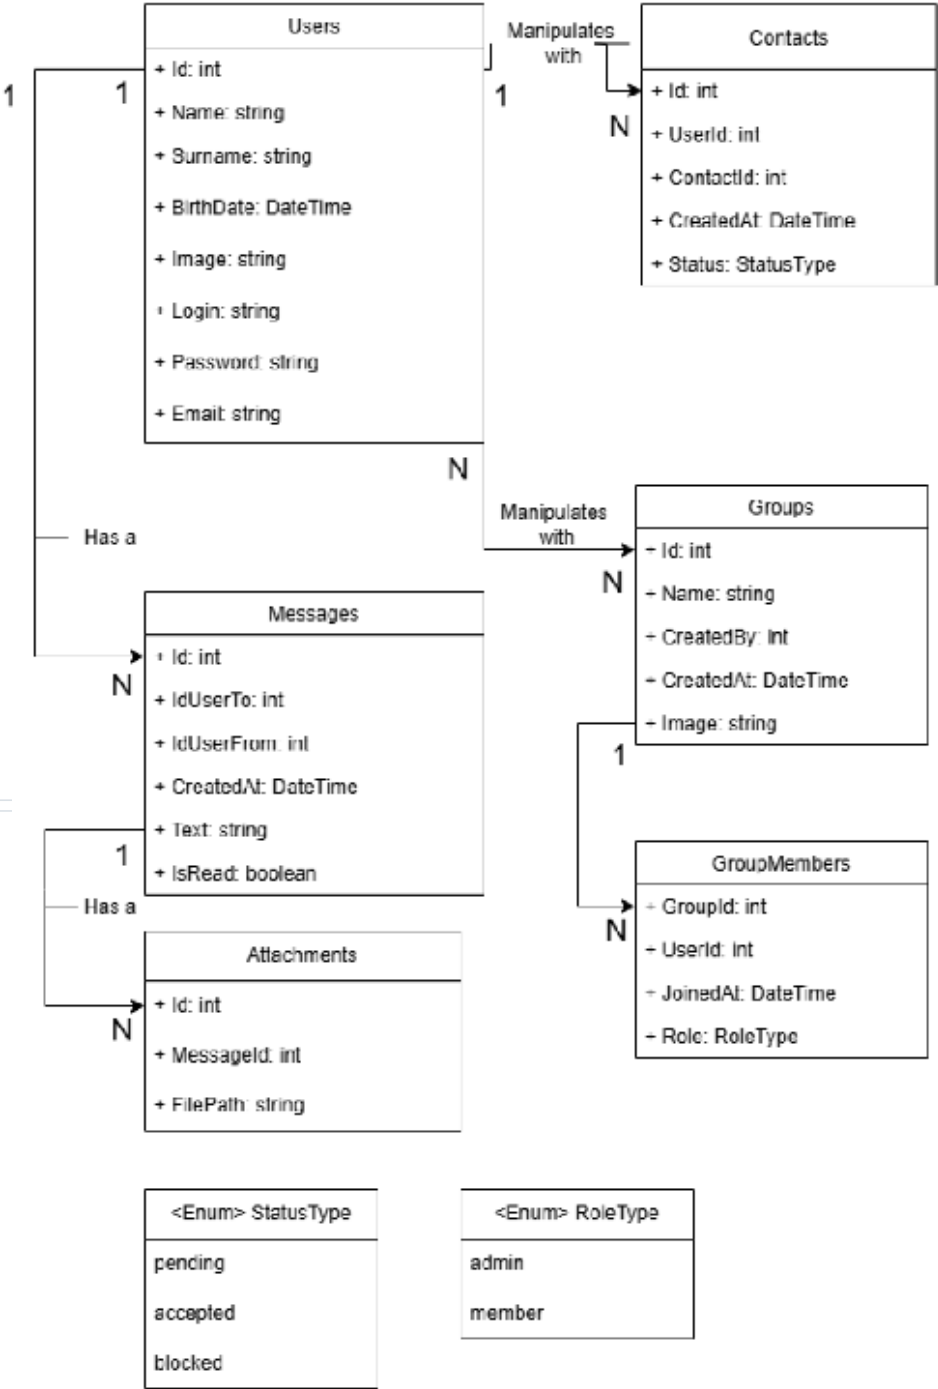 Users
+ Id: int
+ Name: string
+ Surname: string
+ BirthDate: DateTime
+ Image: string
+ Login: string
+ Password: string
+ Email: string
1
1
1
Manipulates
with
N
Contacts
+ Id: int
+ UserId: int
+ ContactId: int
+ CreatedAt: DateTime
+ Status: StatusType
N
Manipulates
with
N
Groups
+ Id: int
+ Name: string
+ CreatedBy: Int
+ CreatedAt: DateTime
+ Image: string
1
Has a
N
Messages
+ Id: int
+ IdUserTo: int
+ IdUserFrom: int
+ CreatedAt: DateTime
+ Text: string
+ IsRead: boolean
1
Has a
N
Attachments
+ Id: int
+ MessageId: int
+ FilePath: string
N
GroupMembers
+ GroupId: int
+ UserId: int
+ JoinedAt: DateTime
+ Role: RoleType
<Enum> StatusType
pending
accepted
blocked
<Enum> RoleType
admin
member